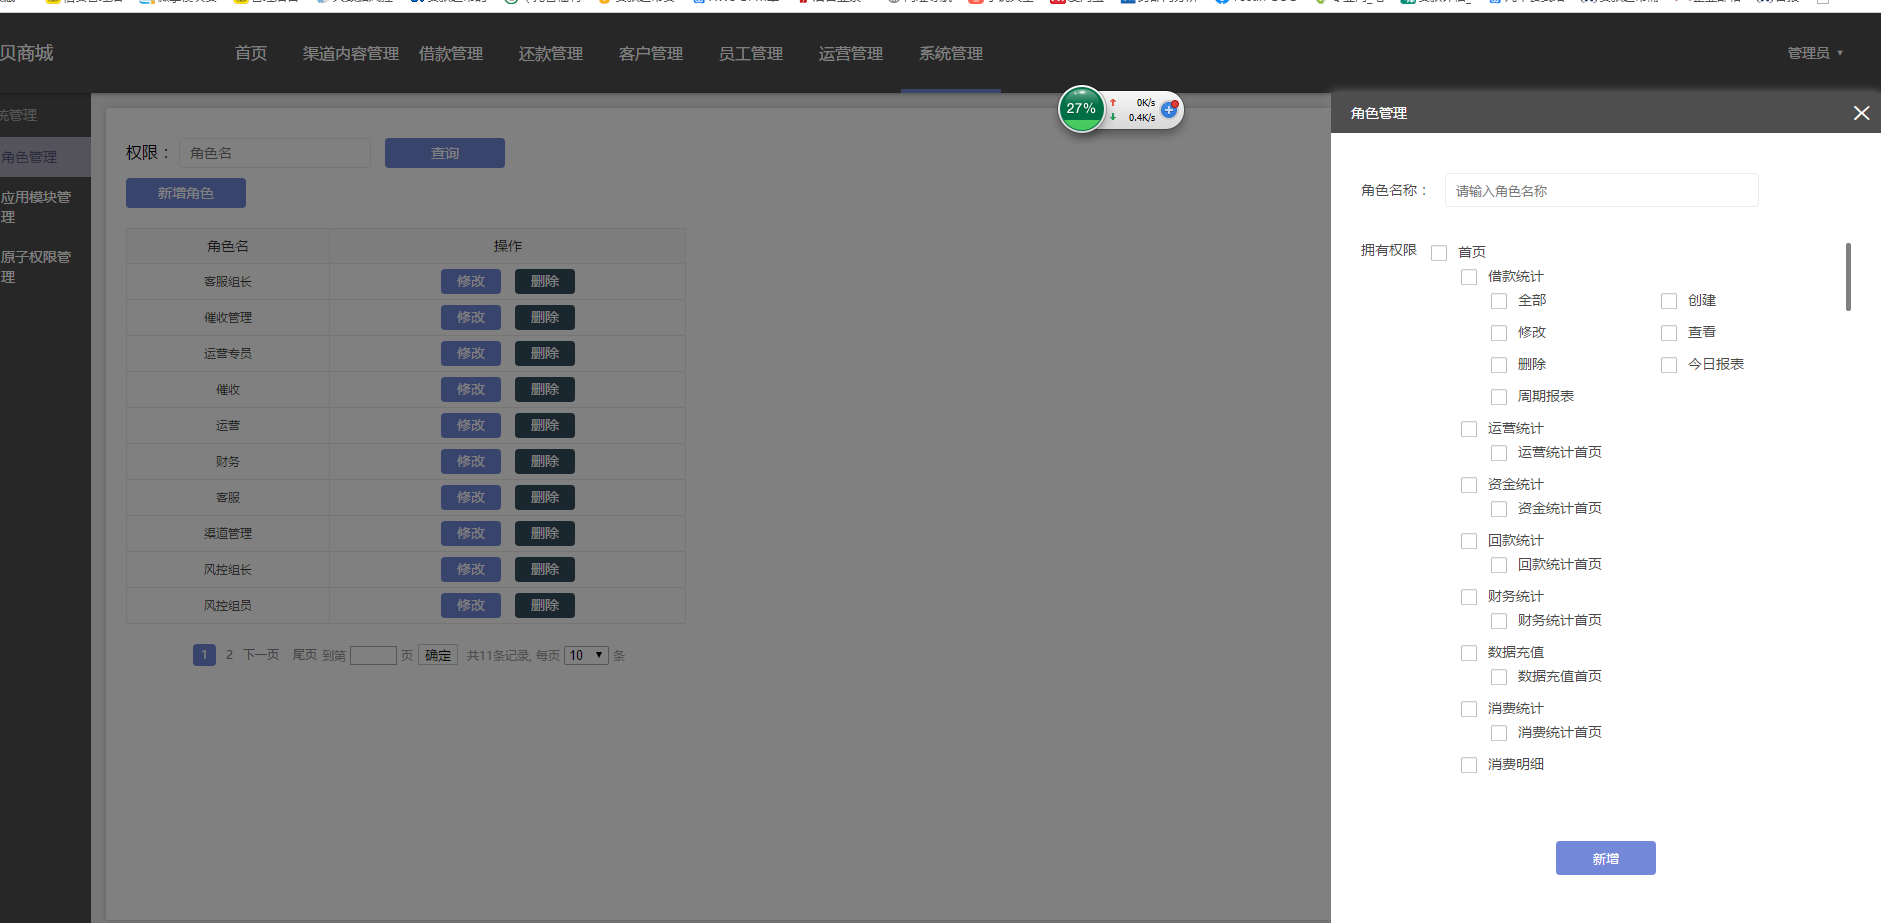 贝商城
首页 渠道内容管理 借款管理 还款管理 客户管理 员工管理 运营管理 系统管理
管理员
统管理
角色管理
应用模块管
理
原子权限管
理
权限： 角色名 查询
新增角色
角色名 操作
客服组长 修改 删除
催收管理 修改 删除
运营专员 修改 删除
催收 修改 删除
运营 修改 删除
财务 修改 删除
客服 修改 删除
渠道管理 修改 删除
风控组长 修改 删除
风控组员 修改 删除
1 2 下一页 尾页 到第 页 确定 共11条记录, 每页 10 条
27% 0K/s
0.4K/s
角色管理
角色名称： 请输入角色名称
拥有权限 首页
借款统计
全部 创建
修改 查看
删除 今日报表
周期报表
运营统计
运营统计首页
资金统计
资金统计首页
回款统计
回款统计首页
财务统计
财务统计首页
数据充值
数据充值首页
消费统计
消费统计首页
消费明细
新增